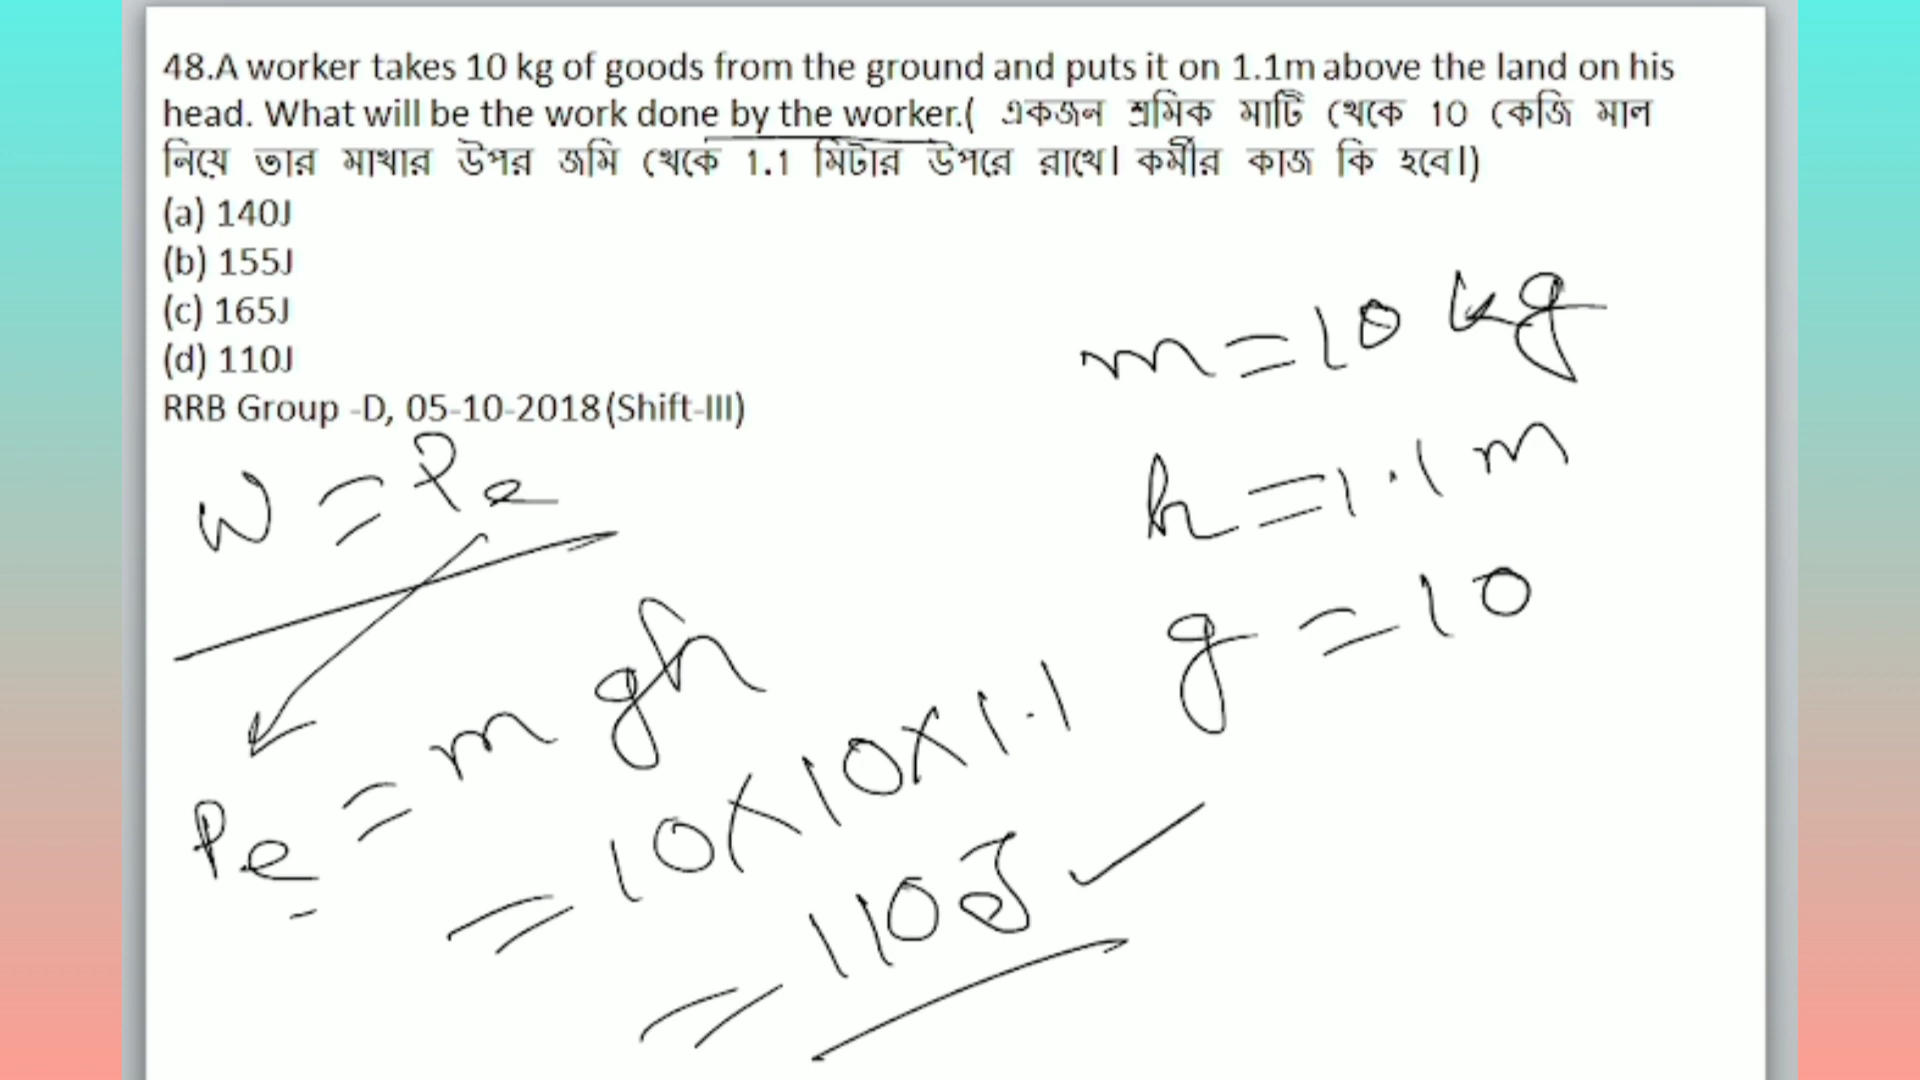 48.A worker takes 10 kg of goods from the ground and puts it on 1.1m above the land on his
head. What will be the work done by the worker.( একজন শ্রমিক মাটি থেকে 10 কেজি মাল
নিয়ে তার মাথার উপর জমি থেকে 1.1 মিটার উপরে রাখে। কর্মীর কাজ কি হবে।)
(a) 140J
(b) 155J
(c) 165J
(d) 110J
RRB Group -D, 05-10-2018(Shift-III)
m=10 kg
h=1.1m
g=10
W=Pe
Pe=mgh
=10×10×1.1
=110J ✓